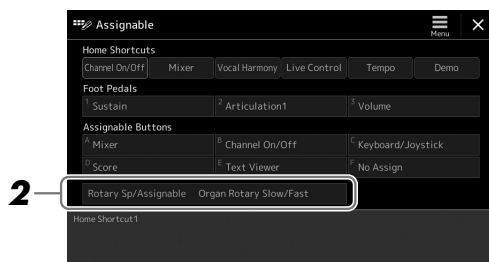 Assignable
Menu
Home Shortcuts
Channel On/Off Mixer Vocal Harmony Live Control Tempo Demo
Foot Pedals
1 Sustain 2 Articulation1 3 Volume
Assignable Buttons
A Mixer B Channel On/Off C Keyboard/Joystick
D Score E Text Viewer F No Assign
2 Rotary Sp/Assignable Organ Rotary Slow/Fast
Home Shortcut1